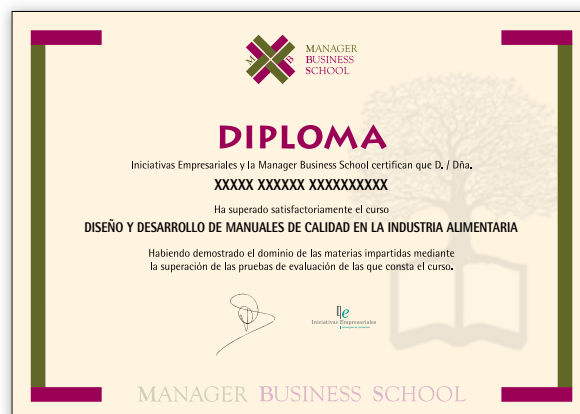 M B
MANAGER
BUSINESS
SCHOOL
DIPLOMA
Iniciativas Empresariales y la Manager Business School certifican que D. / Dña.
XXXXX XXXXXX XXXXXXXXXX
Ha superado satisfactoriamente el curso
DISEÑO Y DESARROLLO DE MANUALES DE CALIDAD EN LA INDUSTRIA ALIMENTARIA
Habiendo demostrado el dominio de las materias impartidas mediante
la superación de las pruebas de evaluación de las que consta el curso.
Iniciativas Empresariales
MANAGER BUSINESS SCHOOL